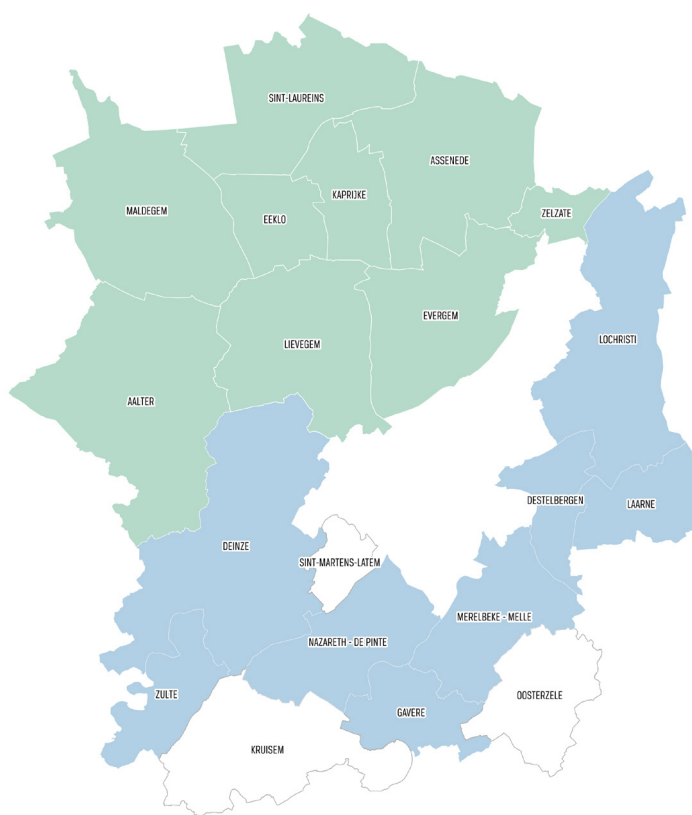 SINT-LAUREINS
ASSENEDE
KAPRIJKE
MALDEGEM
EEKLO
ZELZATE
EVERGEM
LOCHRISTI
LIEVEGEM
AALTER
DESTELBERGEN
LAARNE
DEINZE
SINT-MARTENS-LATEM
MERELBEKE - MELLE
NAZARETH - DE PINTE
ZULTE
OOSTERZELE
GAVERE
KRUISEM